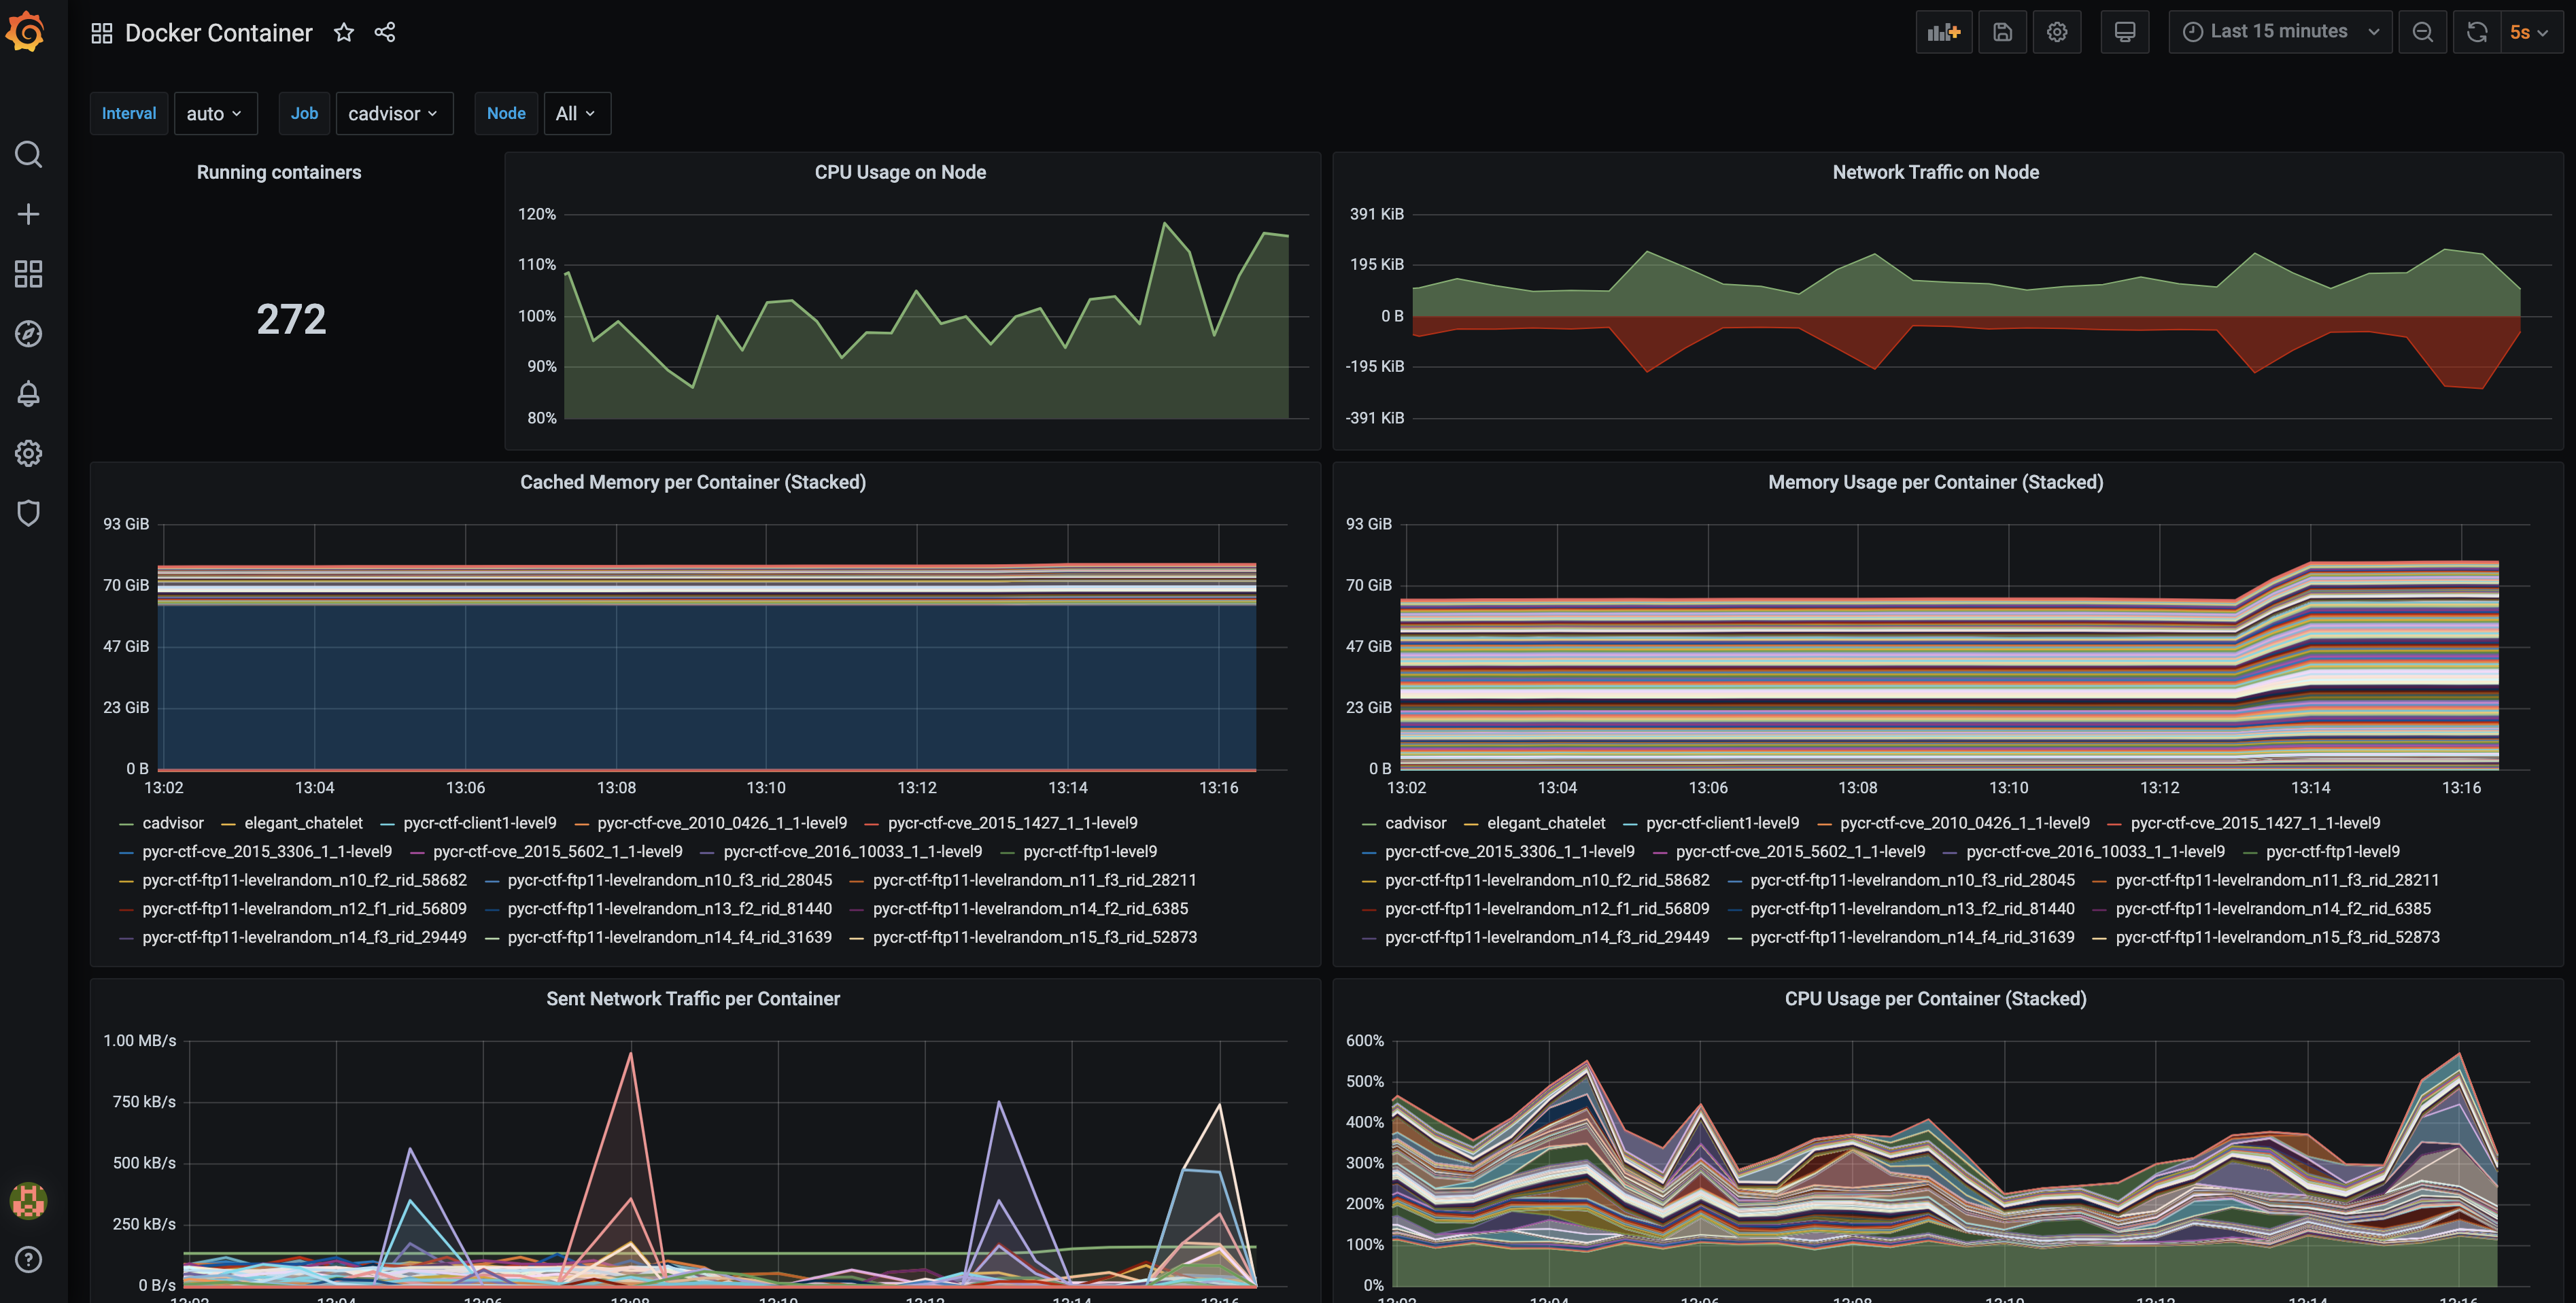 Docker Container
Last 15 minutes
5s
Interval auto Job cadvisor Node All
Running containers
272
CPU Usage on Node
120%
110%
100%
90%
80%
Network Traffic on Node
391 KiB
195 KiB
0 B
-195 KiB
-391 KiB
Cached Memory per Container (Stacked)
93 GiB
70 GiB
47 GiB
23 GiB
0 B
13:02 13:04 13:06 13:08 13:10 13:12 13:14 13:16
cadvisor elegant_chatelet pycr-ctf-client1-level9 pycr-ctf-cve_2010_0426_1_1-level9 pycr-ctf-cve_2015_1427_1_1-level9
pycr-ctf-cve_2015_3306_1_1-level9 pycr-ctf-cve_2015_5602_1_1-level9 pycr-ctf-cve_2016_10033_1_1-level9 pycr-ctf-ftp1-level9
pycr-ctf-ftp11-levelrandom_n10_f2_rid_58682 pycr-ctf-ftp11-levelrandom_n10_f3_rid_28045 pycr-ctf-ftp11-levelrandom_n11_f3_rid_28211
pycr-ctf-ftp11-levelrandom_n12_f1_rid_56809 pycr-ctf-ftp11-levelrandom_n13_f2_rid_81440 pycr-ctf-ftp11-levelrandom_n14_f2_rid_6385
pycr-ctf-ftp11-levelrandom_n14_f3_rid_29449 pycr-ctf-ftp11-levelrandom_n14_f4_rid_31639 pycr-ctf-ftp11-levelrandom_n15_f3_rid_52873
Memory Usage per Container (Stacked)
93 GiB
70 GiB
47 GiB
23 GiB
0 B
13:02 13:04 13:06 13:08 13:10 13:12 13:14 13:16
cadvisor elegant_chatelet pycr-ctf-client1-level9 pycr-ctf-cve_2010_0426_1_1-level9 pycr-ctf-cve_2015_1427_1_1-level9
pycr-ctf-cve_2015_3306_1_1-level9 pycr-ctf-cve_2015_5602_1_1-level9 pycr-ctf-cve_2016_10033_1_1-level9 pycr-ctf-ftp1-level9
pycr-ctf-ftp11-levelrandom_n10_f2_rid_58682 pycr-ctf-ftp11-levelrandom_n10_f3_rid_28045 pycr-ctf-ftp11-levelrandom_n11_f3_rid_28211
pycr-ctf-ftp11-levelrandom_n12_f1_rid_56809 pycr-ctf-ftp11-levelrandom_n13_f2_rid_81440 pycr-ctf-ftp11-levelrandom_n14_f2_rid_6385
pycr-ctf-ftp11-levelrandom_n14_f3_rid_29449 pycr-ctf-ftp11-levelrandom_n14_f4_rid_31639 pycr-ctf-ftp11-levelrandom_n15_f3_rid_52873
Sent Network Traffic per Container
1.00 MB/s
750 kB/s
500 kB/s
250 kB/s
0 B/s
CPU Usage per Container (Stacked)
600%
500%
400%
300%
200%
100%
0%